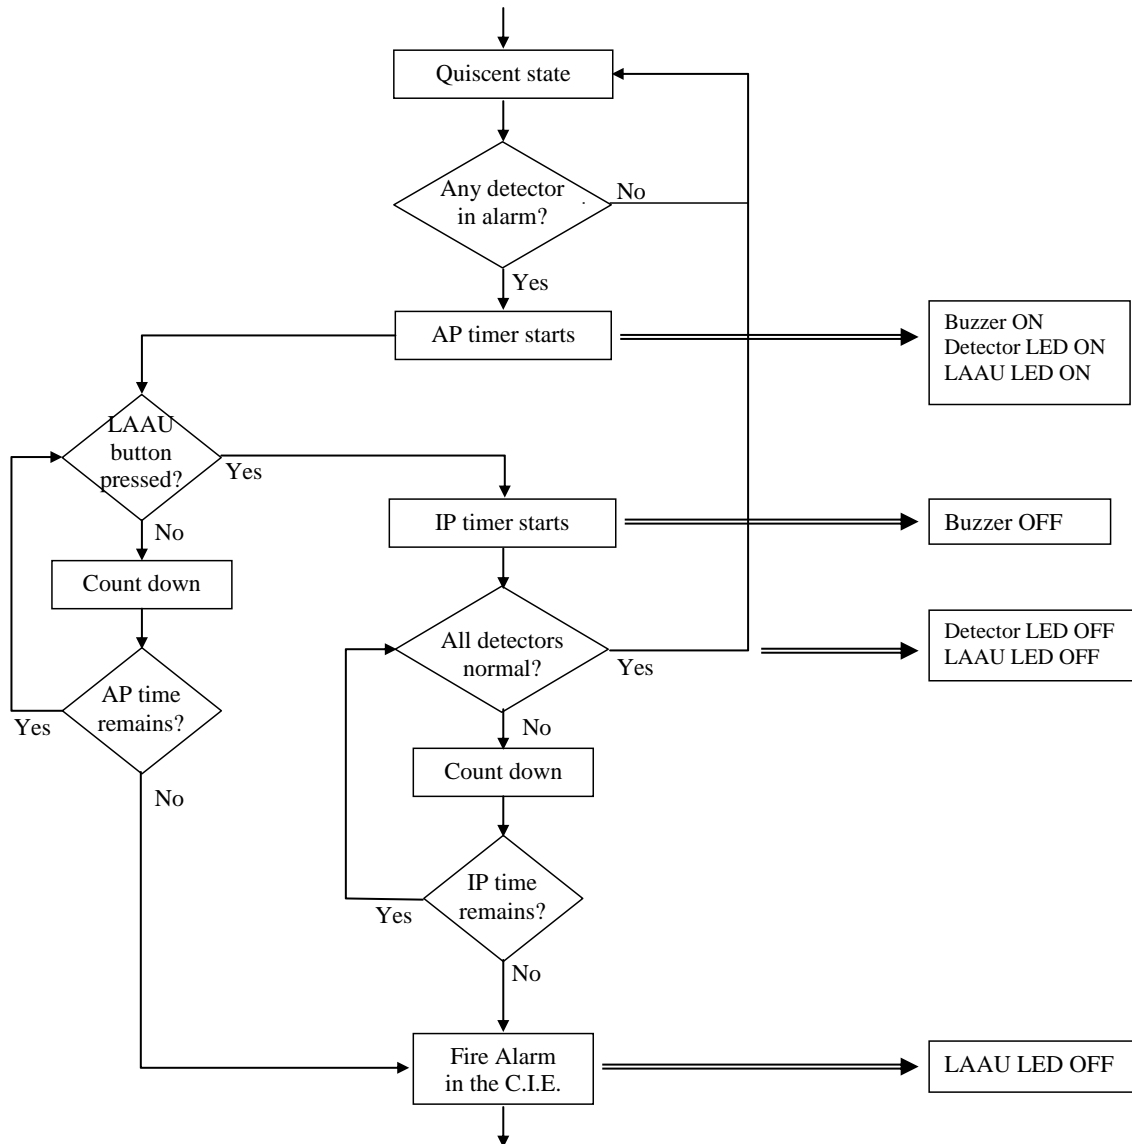 Quiscent state
Any detector
in alarm?
No
Yes
AP timer starts
Buzzer ON
Detector LED ON
LAAU LED ON
LAAU
button
pressed?
Yes
No
IP timer starts
Buzzer OFF
Count down
All detectors
normal?
Yes
Detector LED OFF
LAAU LED OFF
AP time
remains?
Yes
No
No
Count down
IP time
remains?
Yes
No
Fire Alarm
in the C.I.E.
LAAU LED OFF